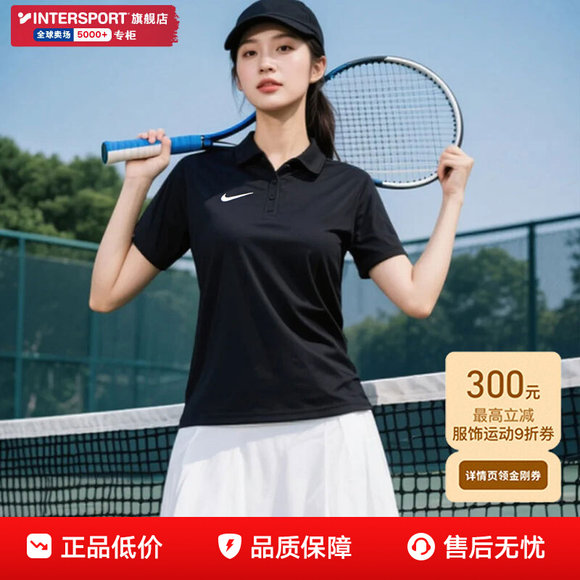 INTERSPORT 旗舰店
全球卖场 5000+ 专柜
300元
最高立减
服饰运动9折券
详情页领金刚券
正品低价
品质保障
售后无忧